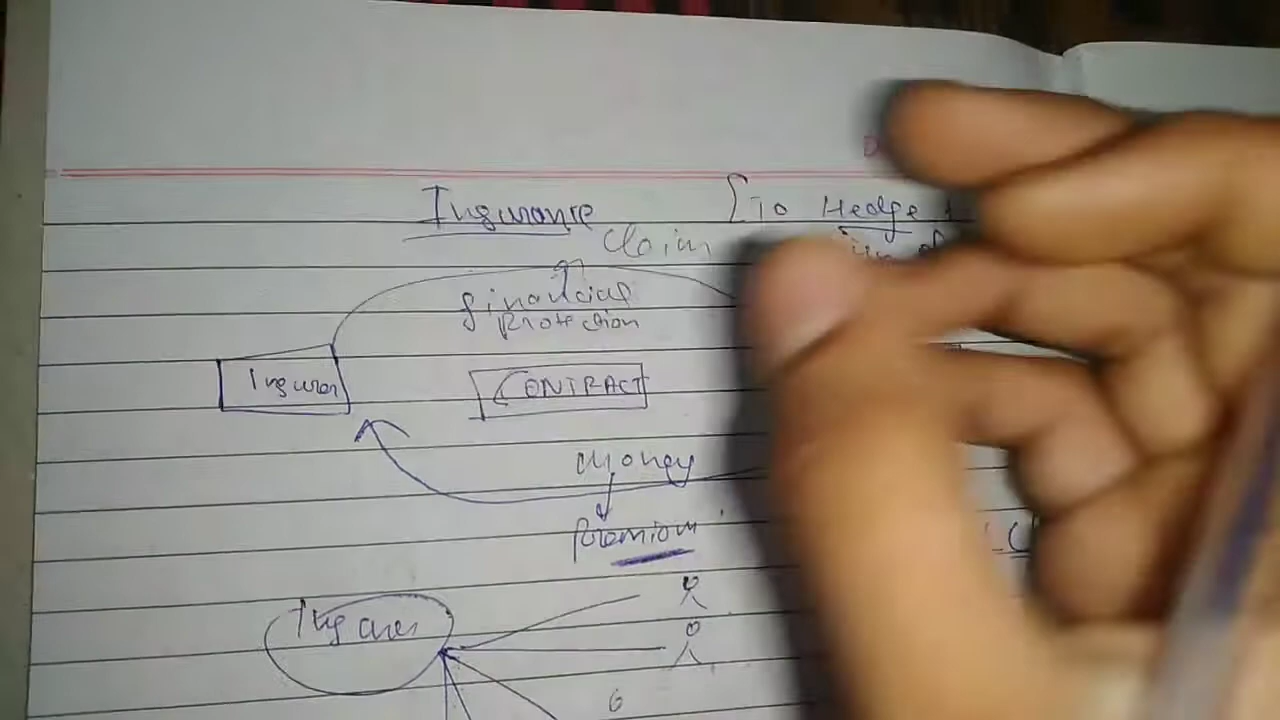 Insurance [To Hedge
Claim
financial
Protection
Insurer CONTRACT
money
Premium
Insurer